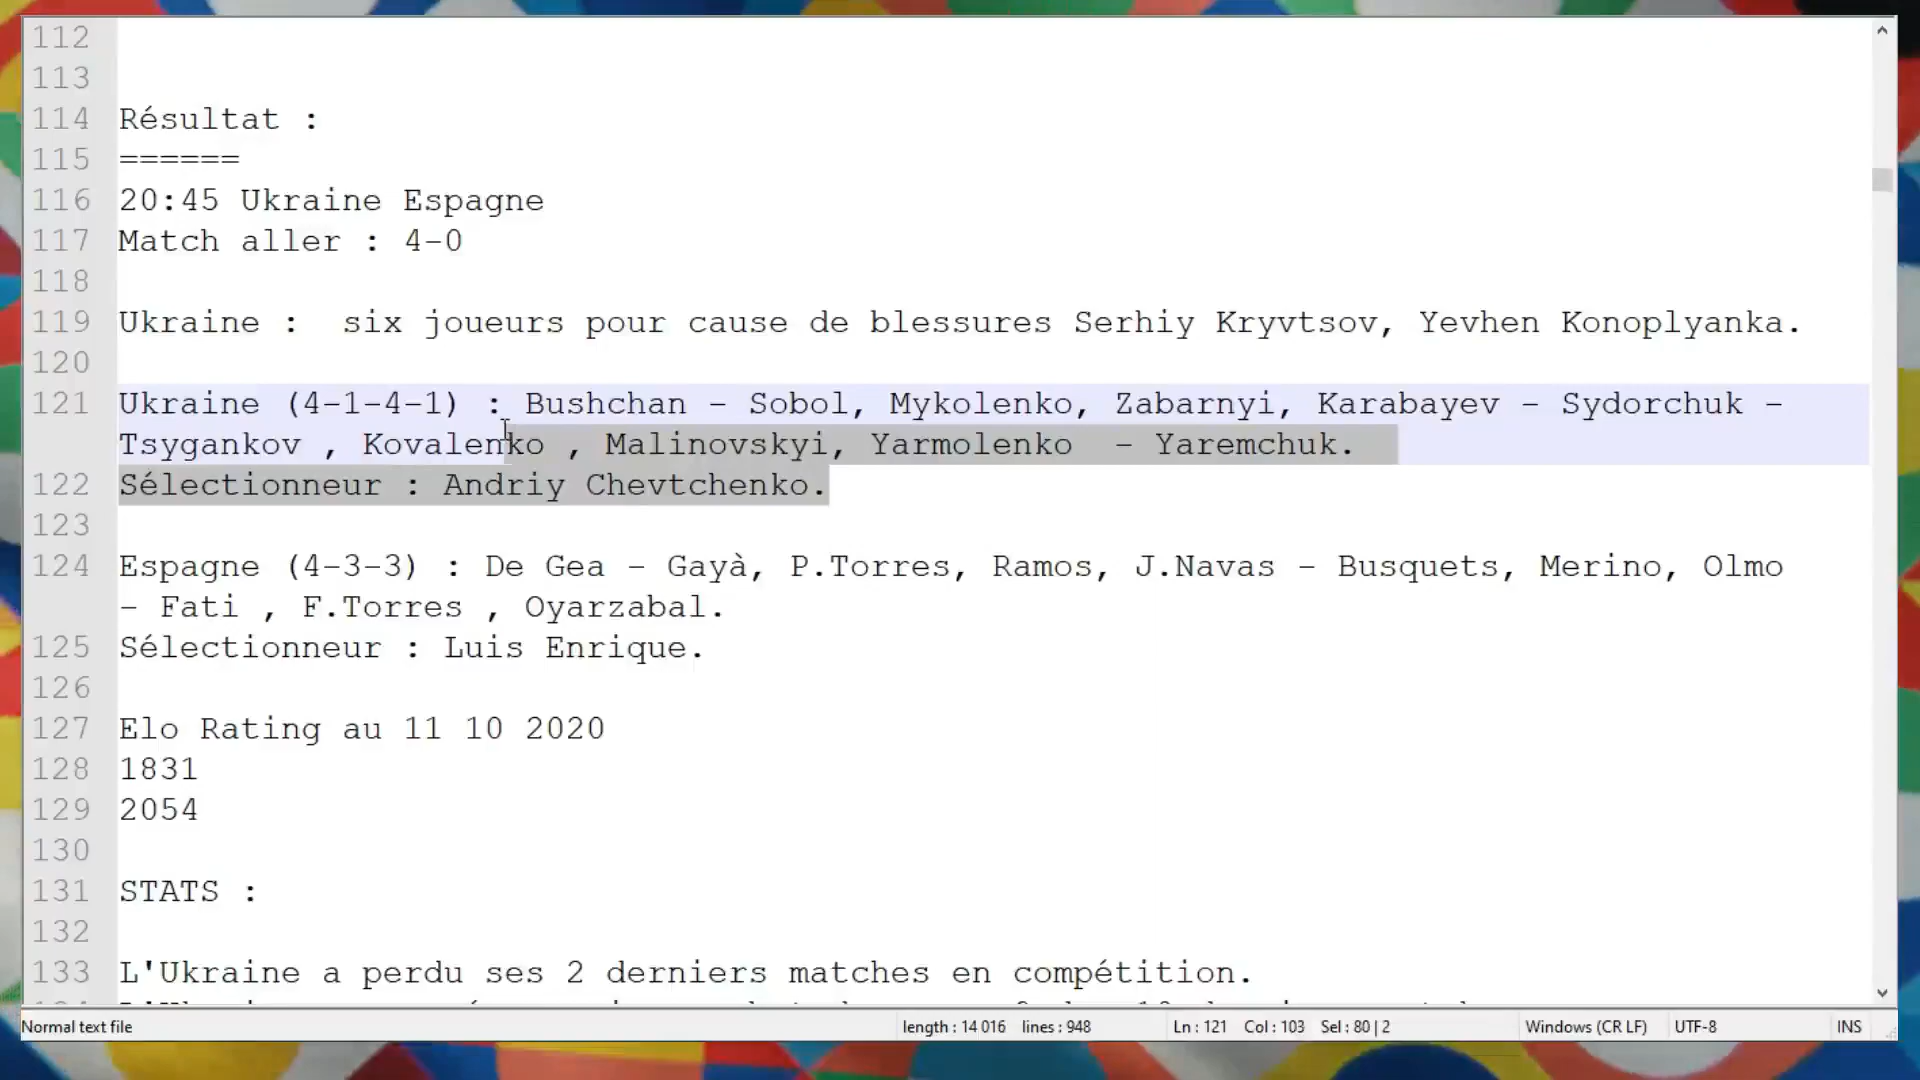 112
113
114 Résultat :
115 ======
116 20:45 Ukraine Espagne
117 Match aller : 4-0
118
119 Ukraine :  six joueurs pour cause de blessures Serhiy Kryvtsov, Yevhen Konoplyanka.
120
121 Ukraine (4-1-4-1) : Bushchan - Sobol, Mykolenko, Zabarnyi, Karabayev - Sydorchuk -
Tsygankov , Kovalenko , Malinovskyi, Yarmolenko  - Yaremchuk.
122 Sélectionneur : Andriy Chevtchenko.
123
124 Espagne (4-3-3) : De Gea - Gayà, P.Torres, Ramos, J.Navas - Busquets, Merino, Olmo
- Fati , F.Torres , Oyarzabal.
125 Sélectionneur : Luis Enrique.
126
127 Elo Rating au 11 10 2020
128 1831
129 2054
130
131 STATS :
132
133 L'Ukraine a perdu ses 2 derniers matches en compétition.
Normal text file length : 14 016 lines : 948 Ln : 121 Col : 103 Sel : 80 | 2 Windows (CR LF) UTF-8 INS